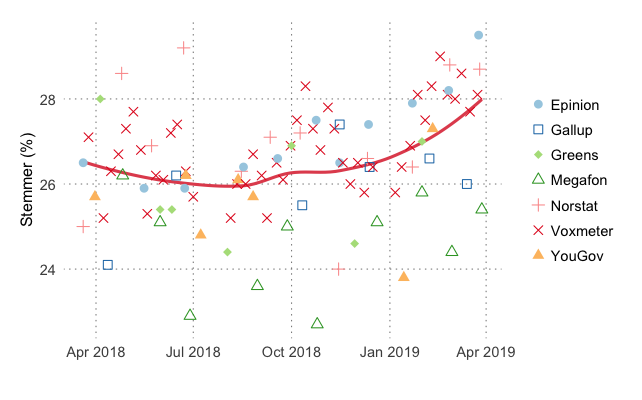 Stemmer (%)
28
26
24
Apr 2018 Jul 2018 Oct 2018 Jan 2019 Apr 2019
Epinion
Gallup
Greens
Megafon
Norstat
Voxmeter
YouGov